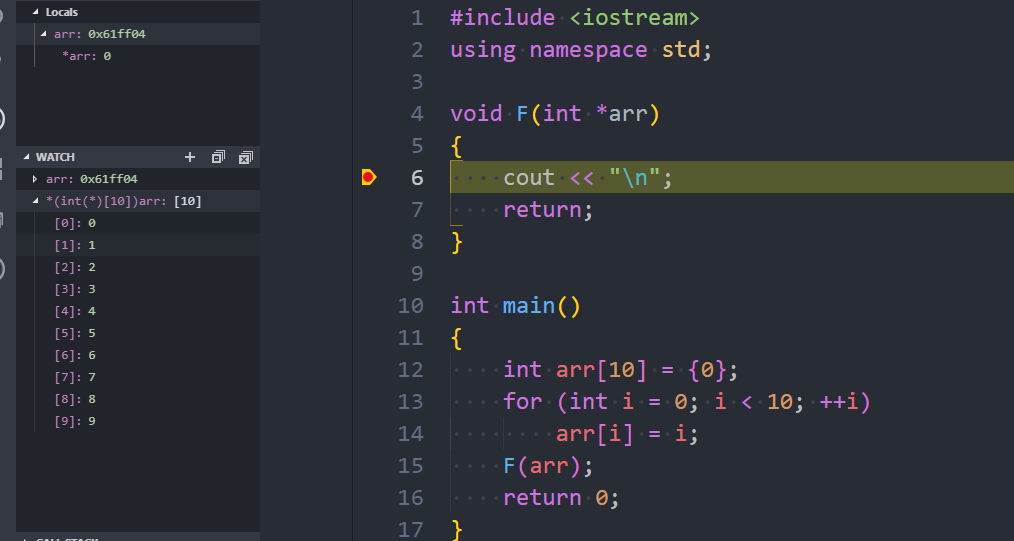 Locals
arr: 0x61ff04
*arr: 0
WATCH
arr: 0x61ff04
*(int(*)[10])arr: [10]
[0]: 0
[1]: 1
[2]: 2
[3]: 3
[4]: 4
[5]: 5
[6]: 6
[7]: 7
[8]: 8
[9]: 9
CALL STACK
1 #include <iostream>
2 using namespace std;
3
4 void F(int *arr)
5 {
6 cout << "\n";
7 return;
8 }
9
10 int main()
11 {
12 int arr[10] = {0};
13 for (int i = 0; i < 10; ++i)
14 arr[i] = i;
15 F(arr);
16 return 0;
17 }